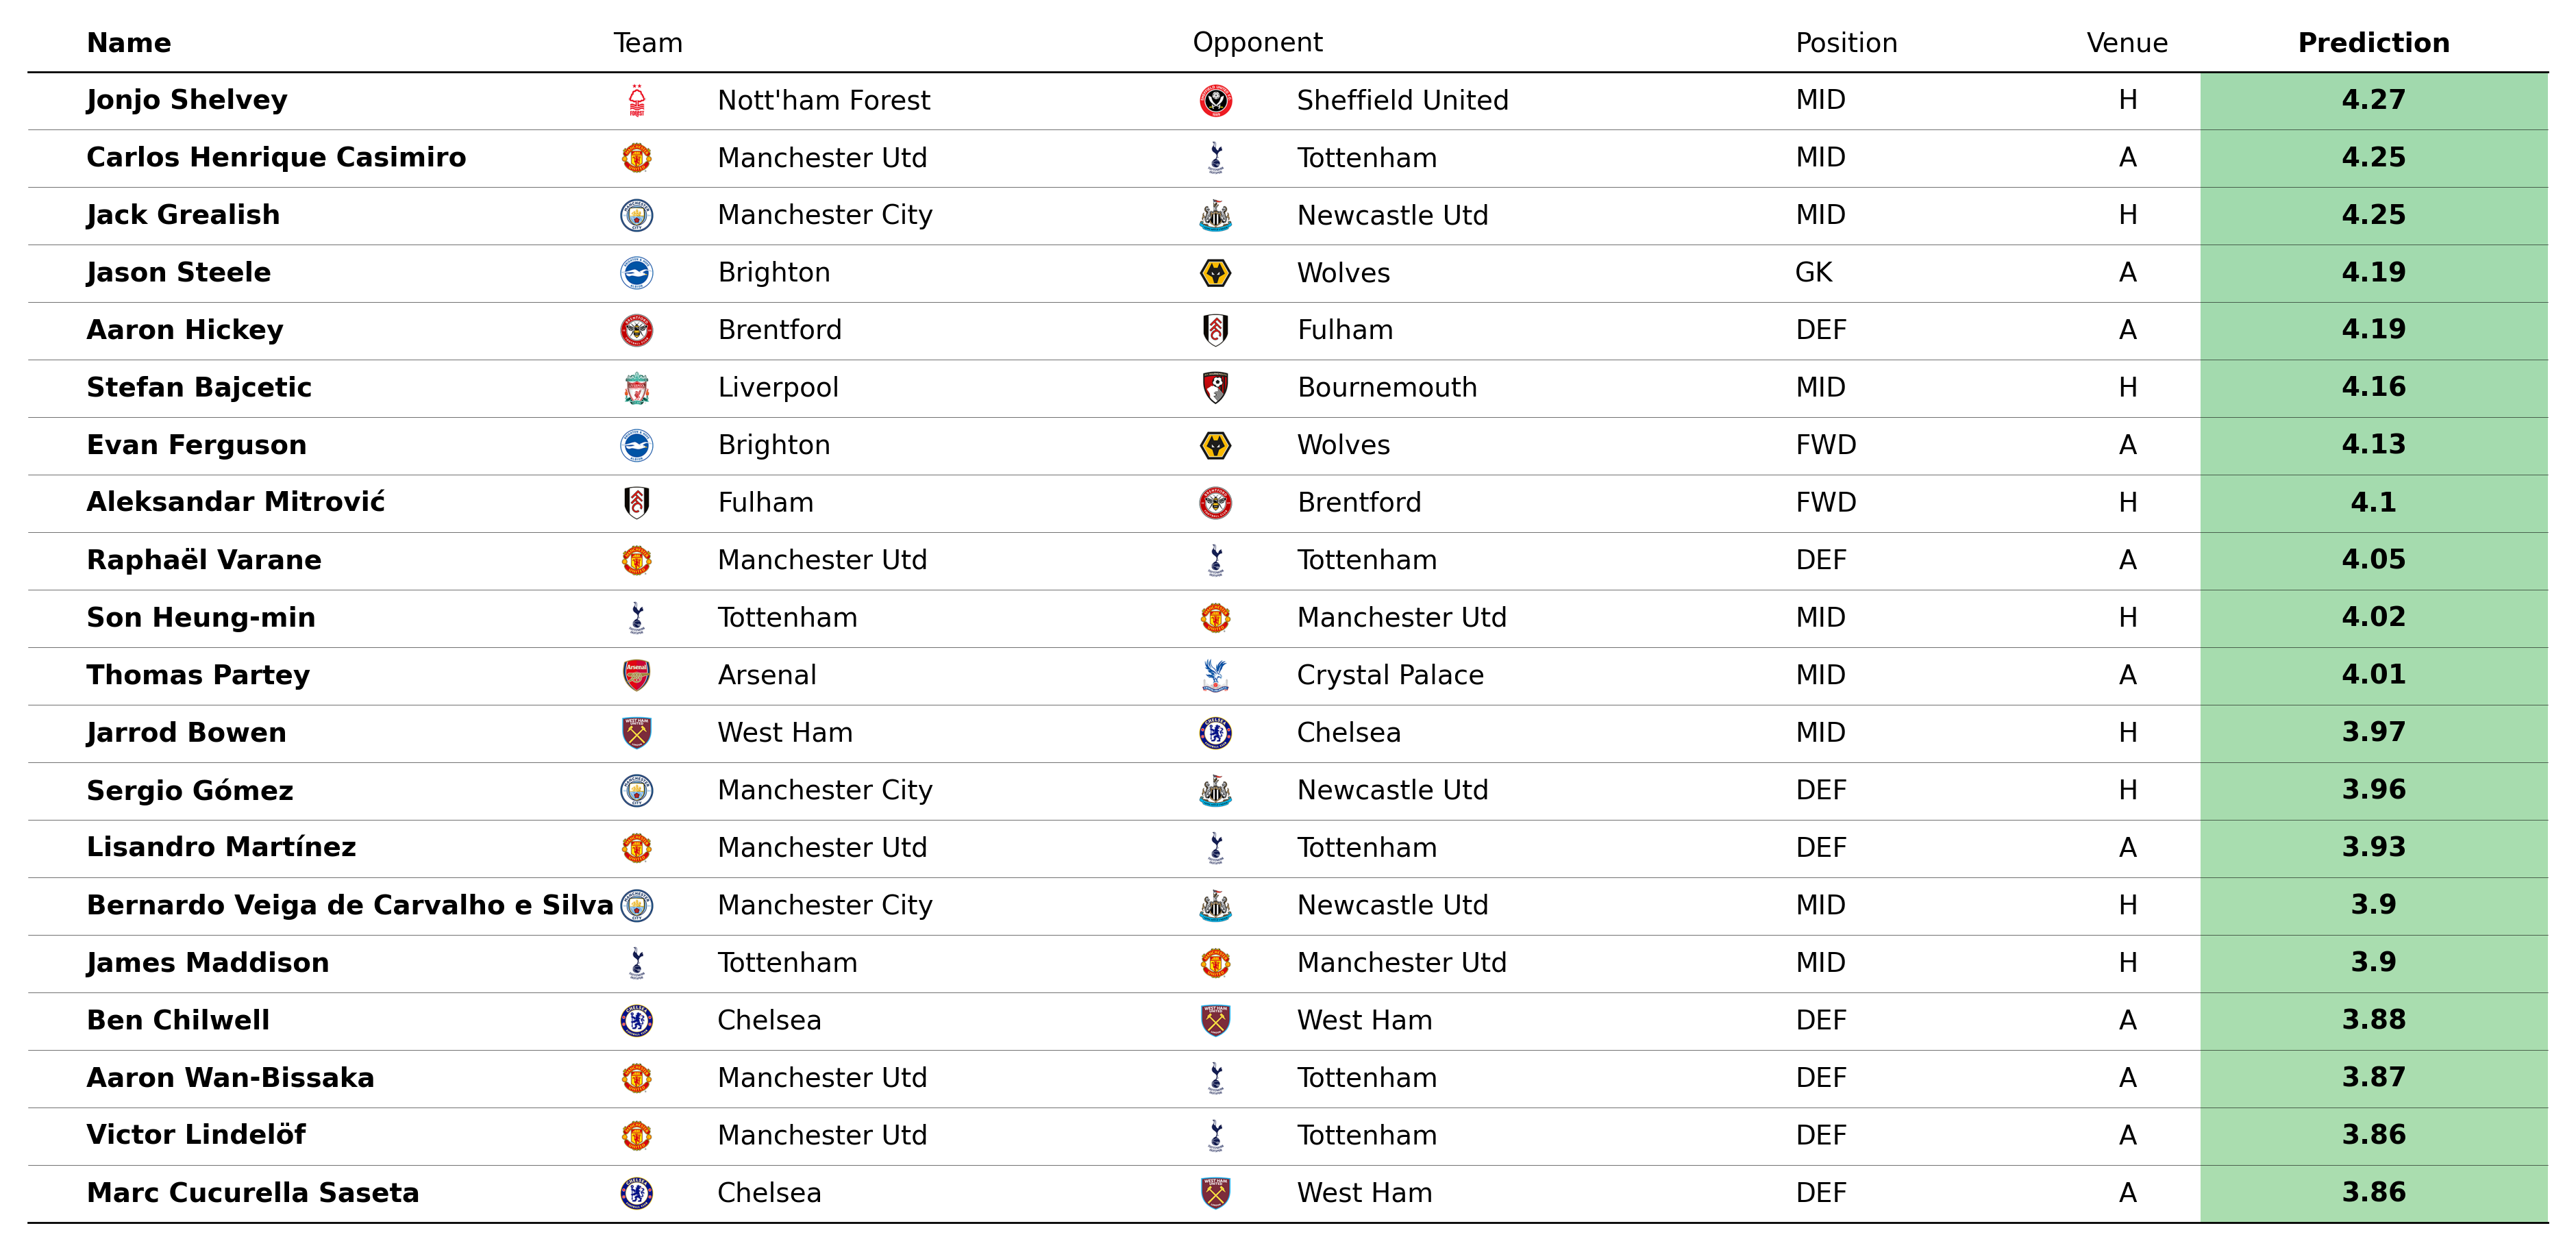 Name Team Opponent Position Venue Prediction
Jonjo Shelvey Nott'ham Forest Sheffield United MID H 4.27
Carlos Henrique Casimiro Manchester Utd Tottenham MID A 4.25
Jack Grealish Manchester City Newcastle Utd MID H 4.25
Jason Steele Brighton Wolves GK A 4.19
Aaron Hickey Brentford Fulham DEF A 4.19
Stefan Bajcetic Liverpool Bournemouth MID H 4.16
Evan Ferguson Brighton Wolves FWD A 4.13
Aleksandar Mitrović Fulham Brentford FWD H 4.1
Raphaël Varane Manchester Utd Tottenham DEF A 4.05
Son Heung-min Tottenham Manchester Utd MID H 4.02
Thomas Partey Arsenal Crystal Palace MID A 4.01
Jarrod Bowen West Ham Chelsea MID H 3.97
Sergio Gómez Manchester City Newcastle Utd DEF H 3.96
Lisandro Martínez Manchester Utd Tottenham DEF A 3.93
Bernardo Veiga de Carvalho e Silva Manchester City Newcastle Utd MID H 3.9
James Maddison Tottenham Manchester Utd MID H 3.9
Ben Chilwell Chelsea West Ham DEF A 3.88
Aaron Wan-Bissaka Manchester Utd Tottenham DEF A 3.87
Victor Lindelöf Manchester Utd Tottenham DEF A 3.86
Marc Cucurella Saseta Chelsea West Ham DEF A 3.86